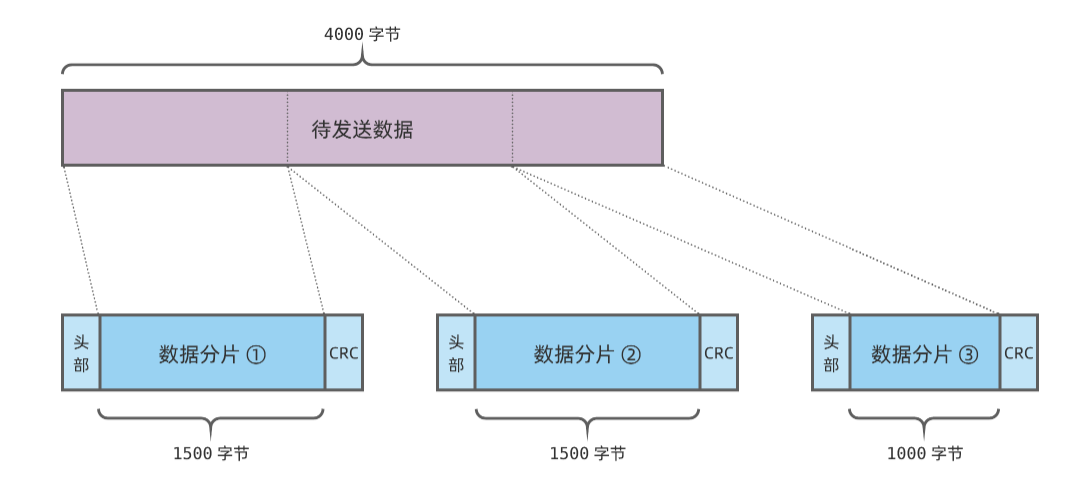 4000 字节
待发送数据
头部
数据分片 ①
CRC
头部
数据分片 ②
CRC
头部
数据分片 ③
CRC
1500 字节
1500 字节
1000 字节